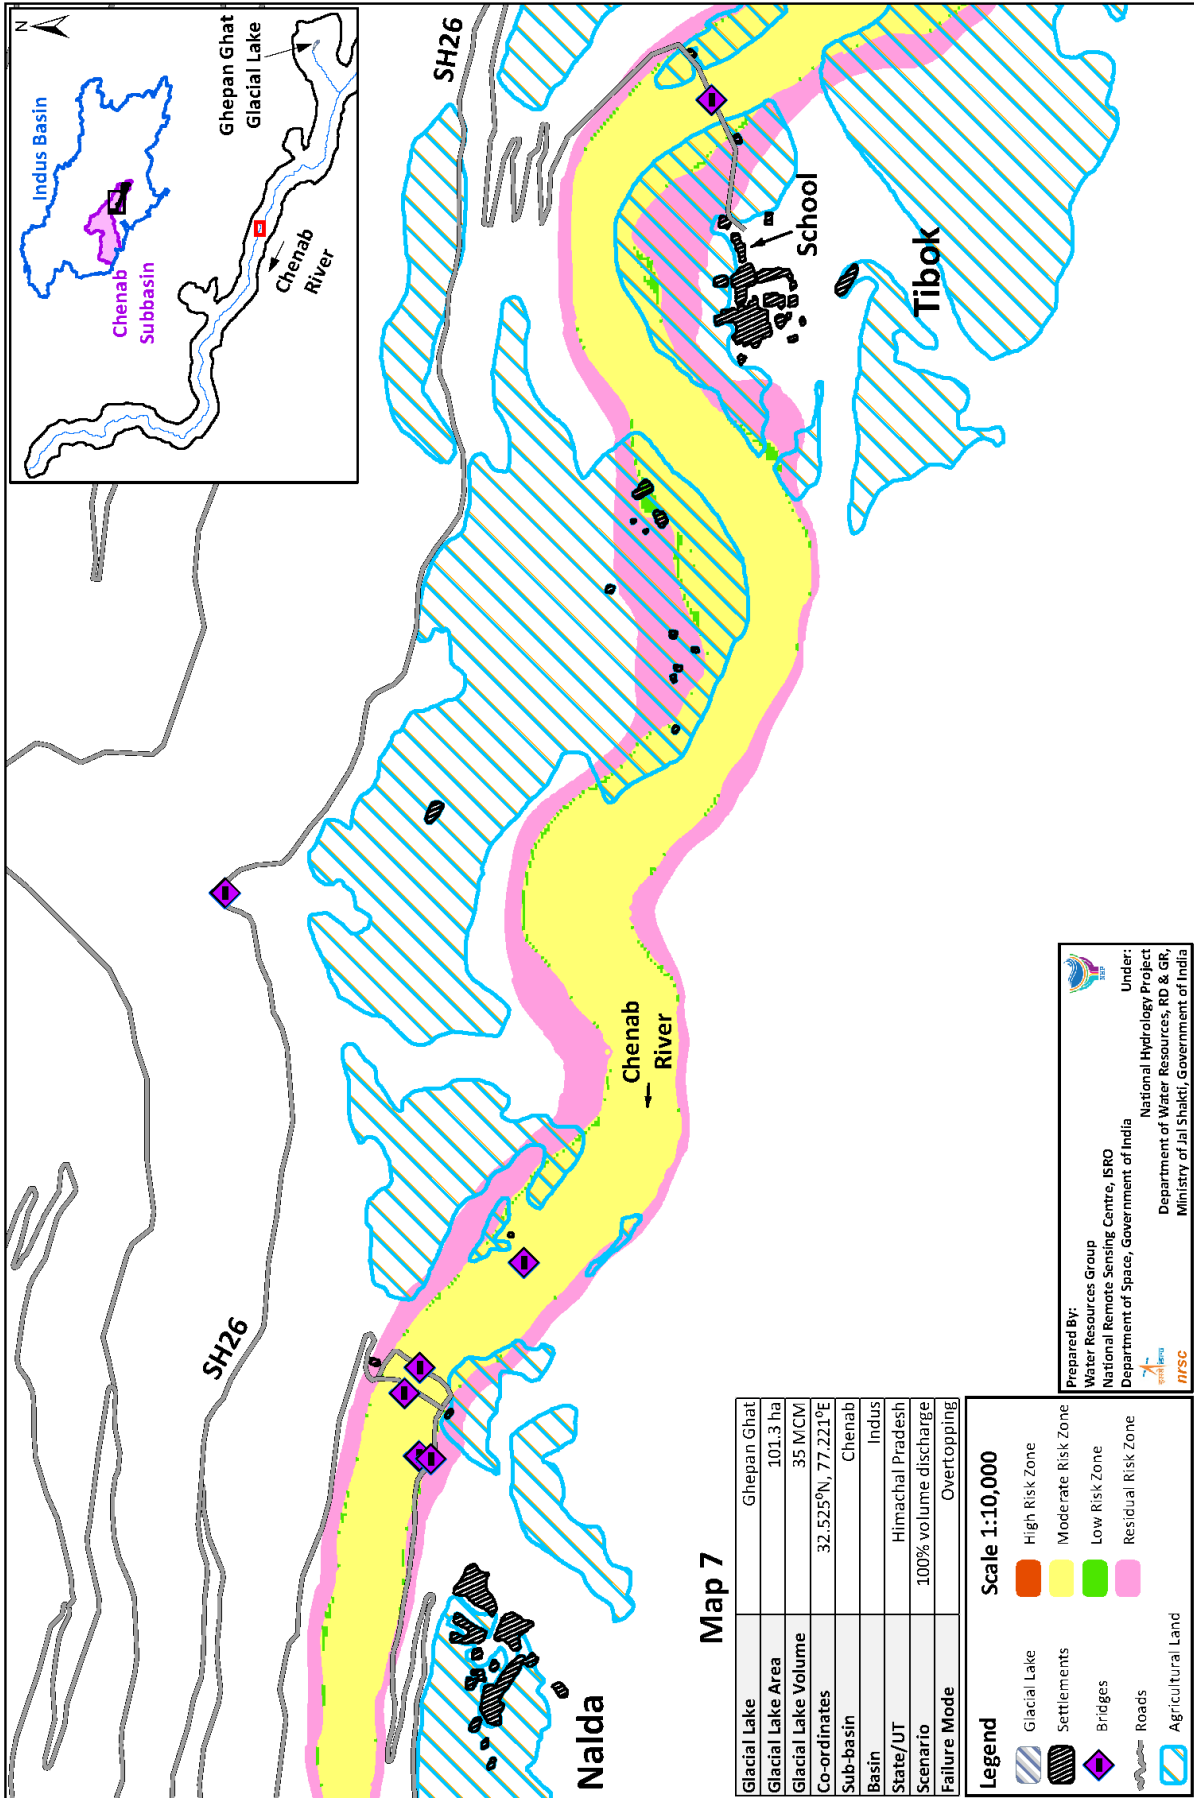 N
Indus Basin
Chenab
Subbasin
Ghepan Ghat
Glacial Lake
Chenab
River
SH26
SH26
School
Tibok
Chenab
River
Nalda
Map 7
Glacial Lake Ghepan Ghat
Glacial Lake Area 101.3 ha
Glacial Lake Volume 35 MCM
Co-ordinates 32.525⁰N, 77.221⁰E
Sub-basin Chenab
Basin Indus
State/UT Himachal Pradesh
Scenario 100% volume discharge
Failure Mode Overtopping
Legend
Scale 1:10,000
Glacial Lake
Settlements
Bridges
Roads
Agricultural Land
High Risk Zone
Moderate Risk Zone
Low Risk Zone
Residual Risk Zone
Prepared By:
Water Resources Group
National Remote Sensing Centre, ISRO
Department of Space, Government of India
nrsc
NHP
Under:
National Hydrology Project
Department of Water Resources, RD & GR,
Ministry of Jal Shakti, Government of India